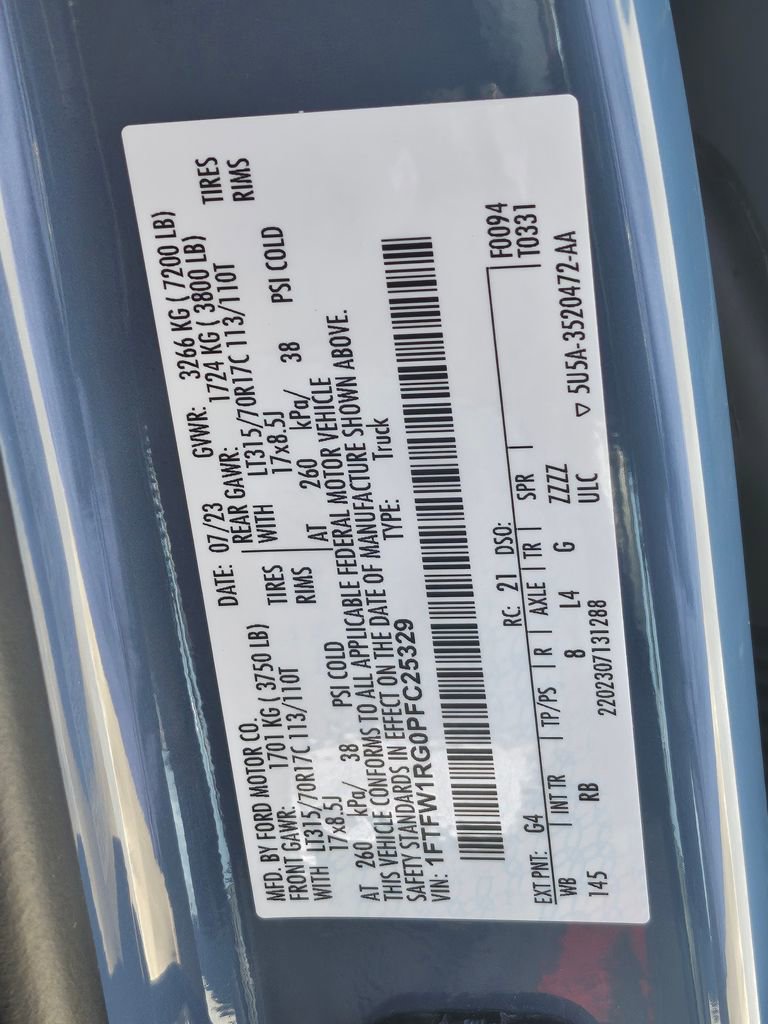 MFD. BY FORD MOTOR CO.
DATE: 07/23 GVWR: 3266 KG ( 7200 LB)
FRONT GAWR: 1701 KG ( 3750 LB) REAR GAWR: 1724 KG ( 3800 LB)
WITH LT315/70R17C 113/110T TIRES WITH LT315/70R17C 113/110T TIRES
17x8.5J RIMS 17x8.5J RIMS
AT 260 kPa/ 38 PSI COLD AT 260 kPa/ 38 PSI COLD
THIS VEHICLE CONFORMS TO ALL APPLICABLE FEDERAL MOTOR VEHICLE
SAFETY STANDARDS IN EFFECT ON THE DATE OF MANUFACTURE SHOWN ABOVE.
VIN: 1FTFW1RG0PFC25329 TYPE: Truck
F0094
EXT PNT: G4 RC: 21 DSO: T0331
WB INT TR TP/PS R AXLE TR SPR
145 RB 8 L4 G ZZZZ
2202307131288 ULC ▽ 5U5A-3520472-AA